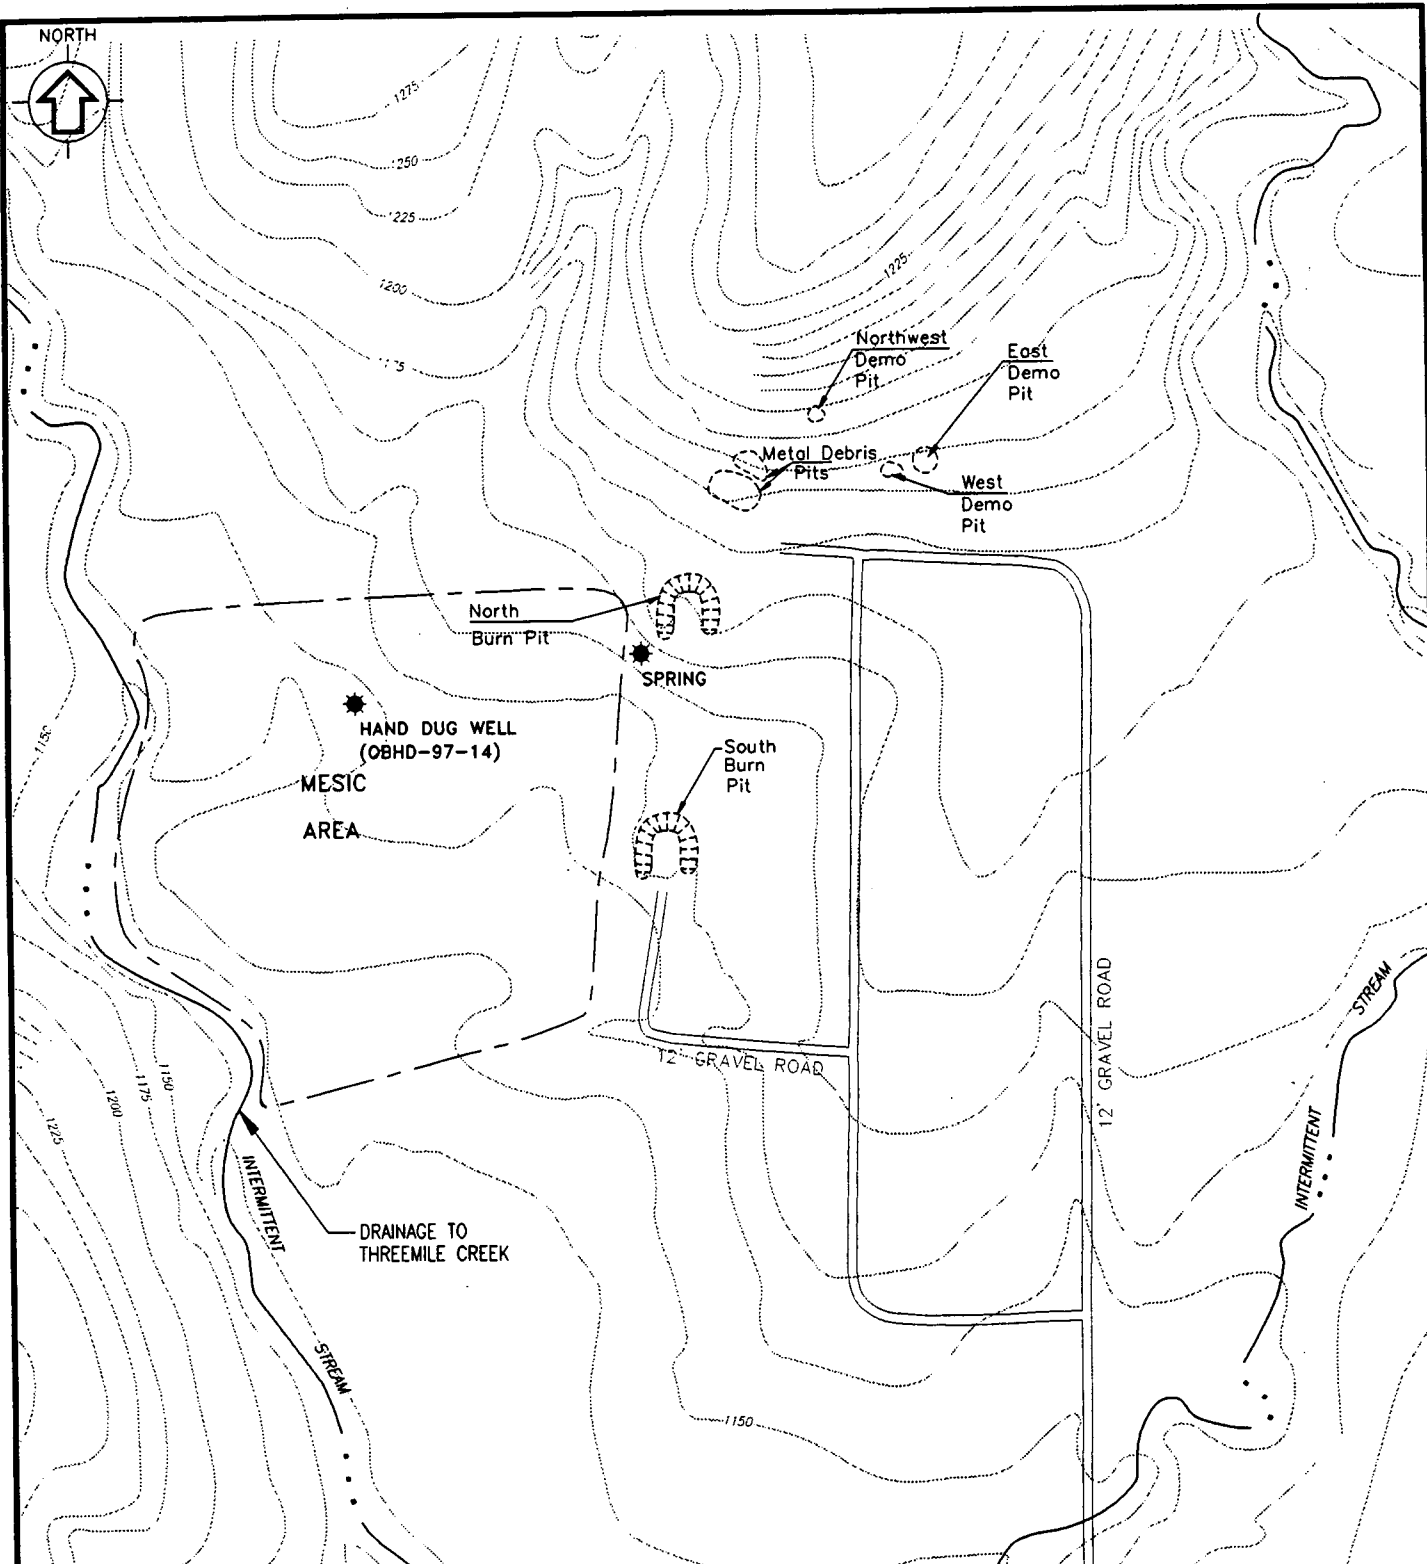 NORTH
1275
1250
1225
1200
1225
Northwest
Demo
Pit
East
Demo
Pit
Metal Debris
Pits
West
Demo
Pit
North
Burn Pit
SPRING
HAND DUG WELL
(OBHD-97-14)
MESIC
AREA
South
Burn
Pit
1150
12' GRAVEL ROAD
12' GRAVEL ROAD
STREAM
INTERMITTENT
1150
1175
1200
1225
INTERMITTENT
STREAM
DRAINAGE TO
THREEMILE CREEK
1150